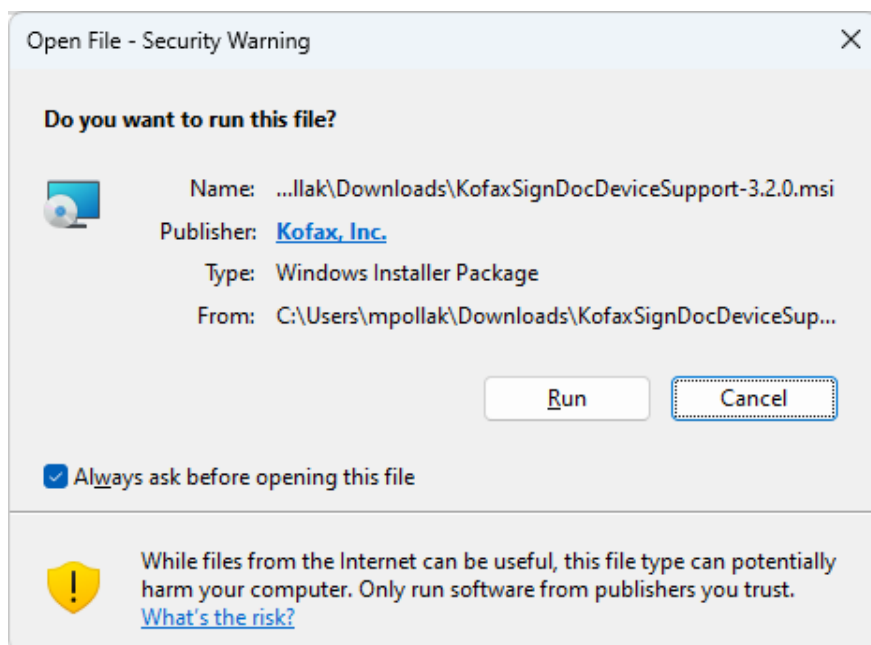 Open File - Security Warning
Do you want to run this file?
Name: ...llak\Downloads\KofaxSignDocDeviceSupport-3.2.0.msi
Publisher: Kofax, Inc.
Type: Windows Installer Package
From: C:\Users\mpollak\Downloads\KofaxSignDocDeviceSup...
Run Cancel
Always ask before opening this file
While files from the Internet can be useful, this file type can potentially
harm your computer. Only run software from publishers you trust.
What's the risk?